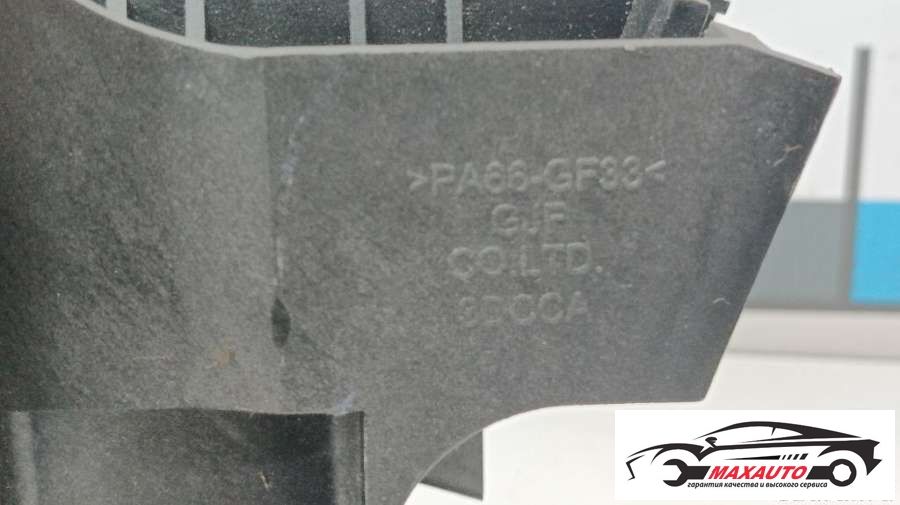 >PA66-GF33<
GJF
CO.LTD.
MAXAUTO
гарантия качества и высокого сервиса